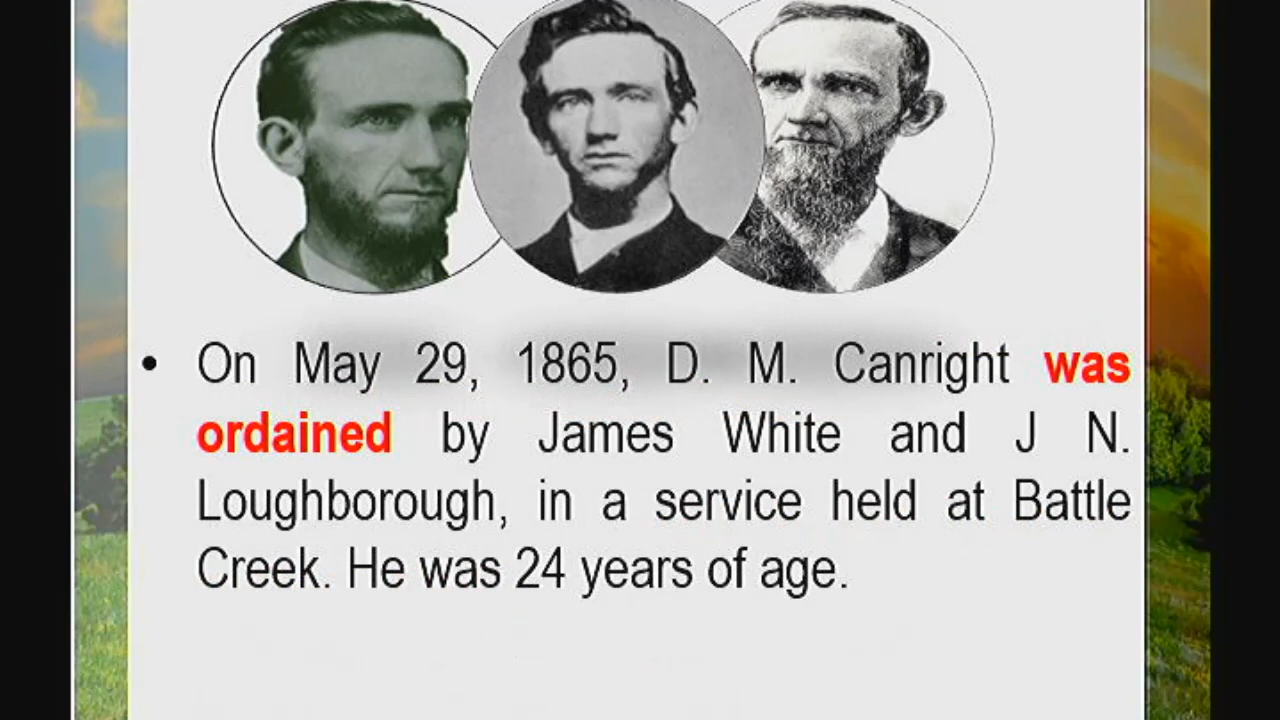 • On May 29, 1865, D. M. Canright was
ordained by James White and J N.
Loughborough, in a service held at Battle
Creek. He was 24 years of age.